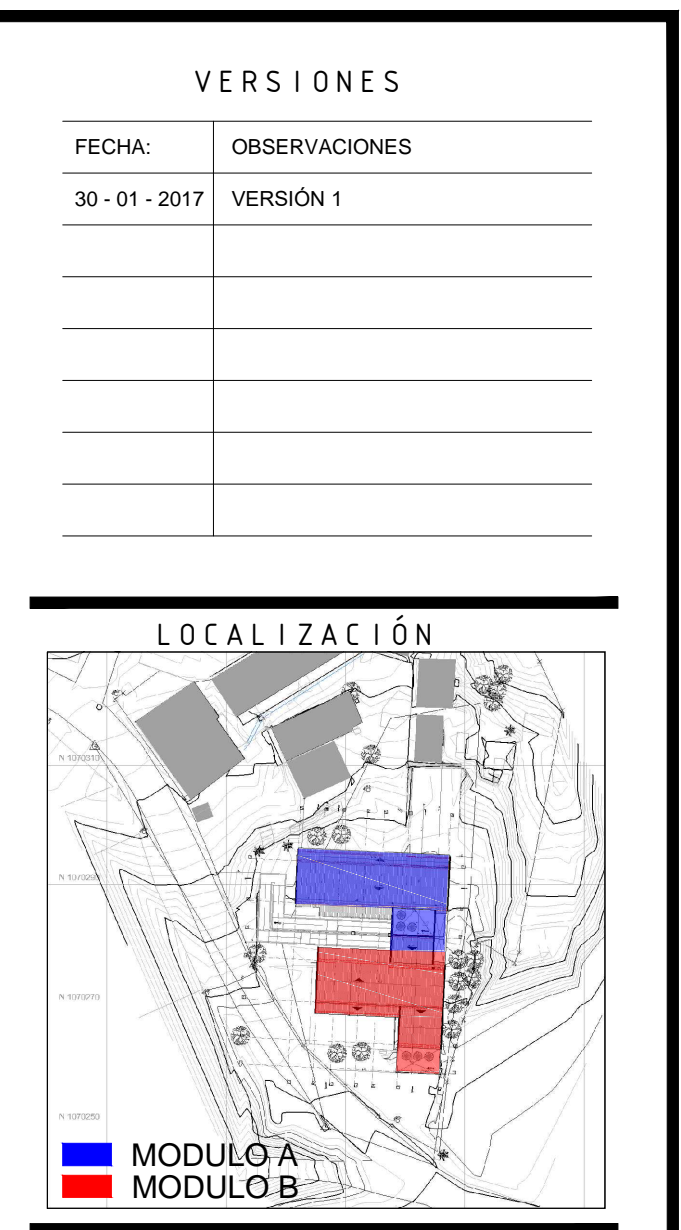 VERSIONES
FECHA: OBSERVACIONES
30 - 01 - 2017 VERSIÓN 1
LOCALIZACIÓN
N 1070310
N 1070290
N 1070270
N 1070250
MODULO A
MODULO B